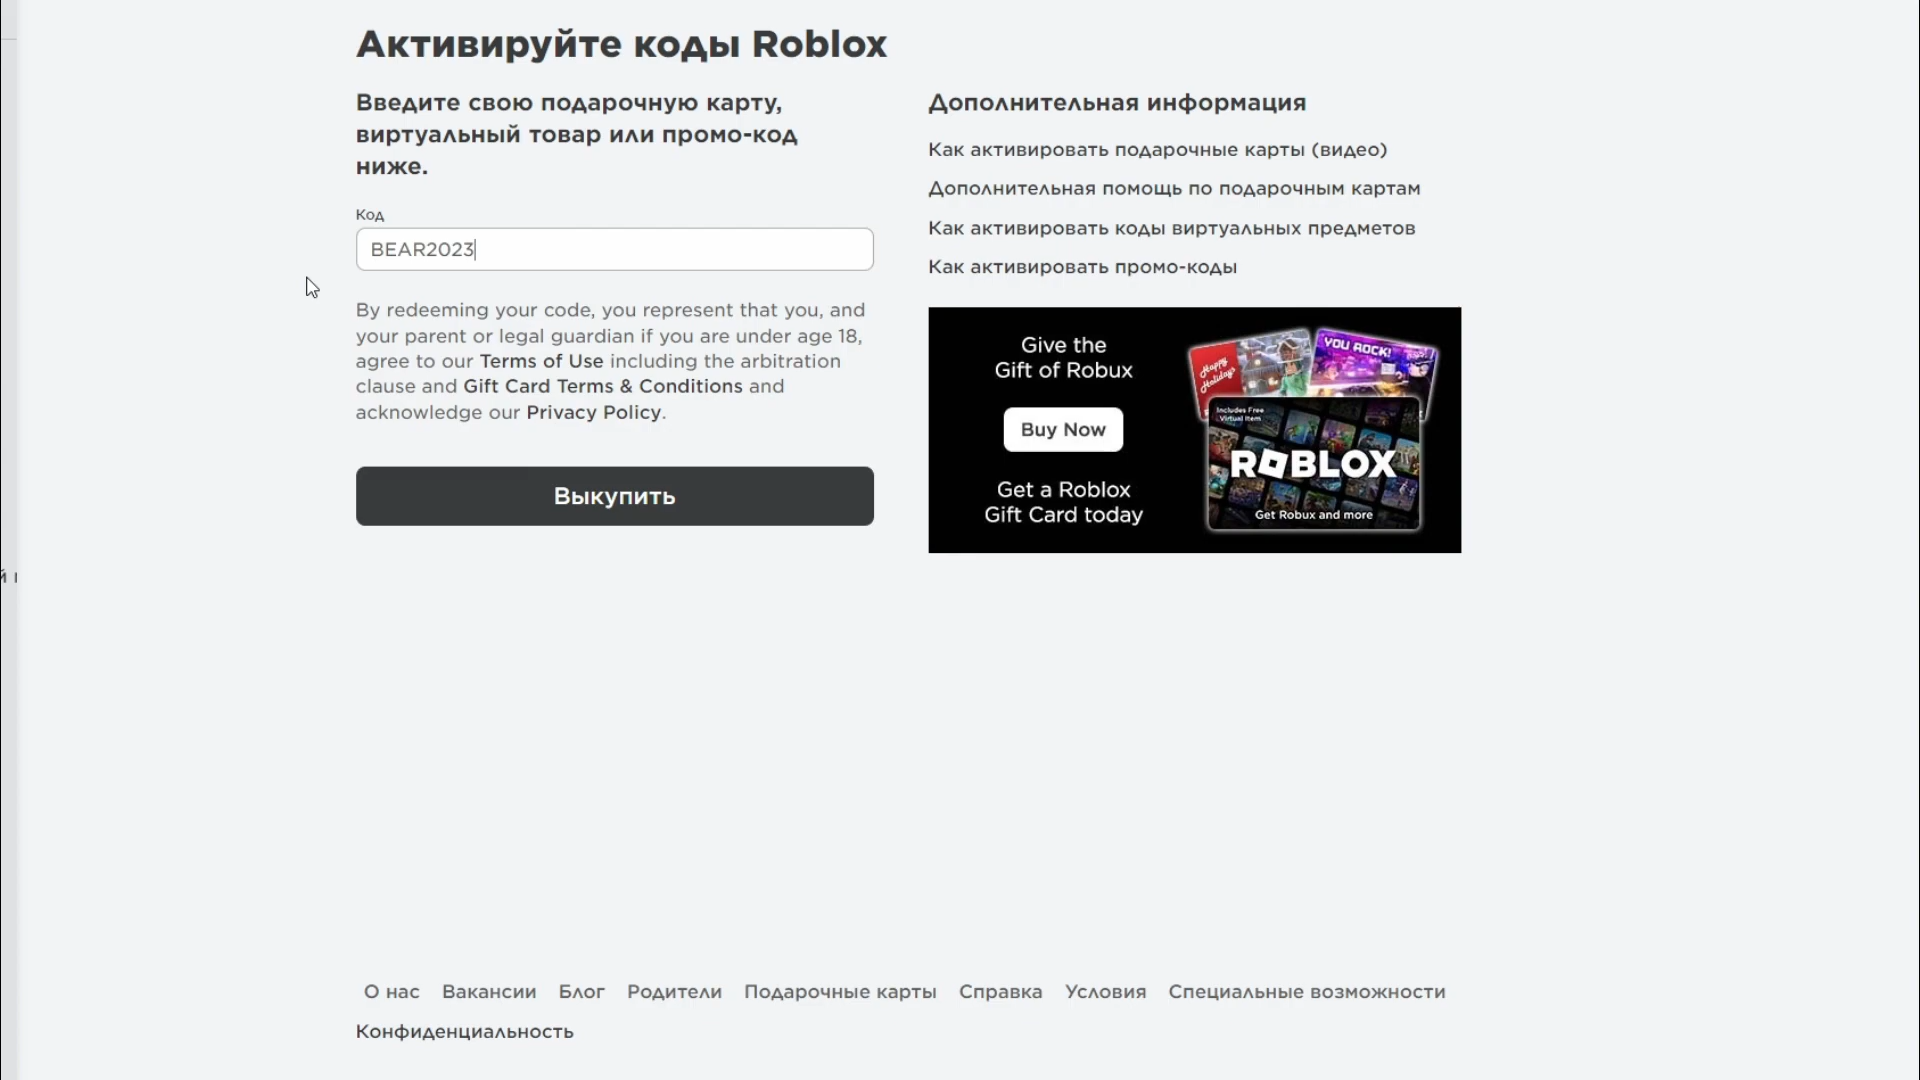 Активируйте коды Roblox
Введите свою подарочную карту,
виртуальный товар или промо-код
ниже.
Код
BEAR2023
By redeeming your code, you represent that you, and
your parent or legal guardian if you are under age 18,
agree to our Terms of Use including the arbitration
clause and Gift Card Terms & Conditions and
acknowledge our Privacy Policy.
Выкупить
Дополнительная информация
Как активировать подарочные карты (видео)
Дополнительная помощь по подарочным картам
Как активировать коды виртуальных предметов
Как активировать промо-коды
Give the
Gift of Robux
Buy Now
Get a Roblox
Gift Card today
Happy
Holidays
YOU ROCK!
Includes Free
Virtual Item
ROBLOX
Get Robux and more
О нас Вакансии Блог Родители Подарочные карты Справка Условия Специальные возможности
Конфиденциальность